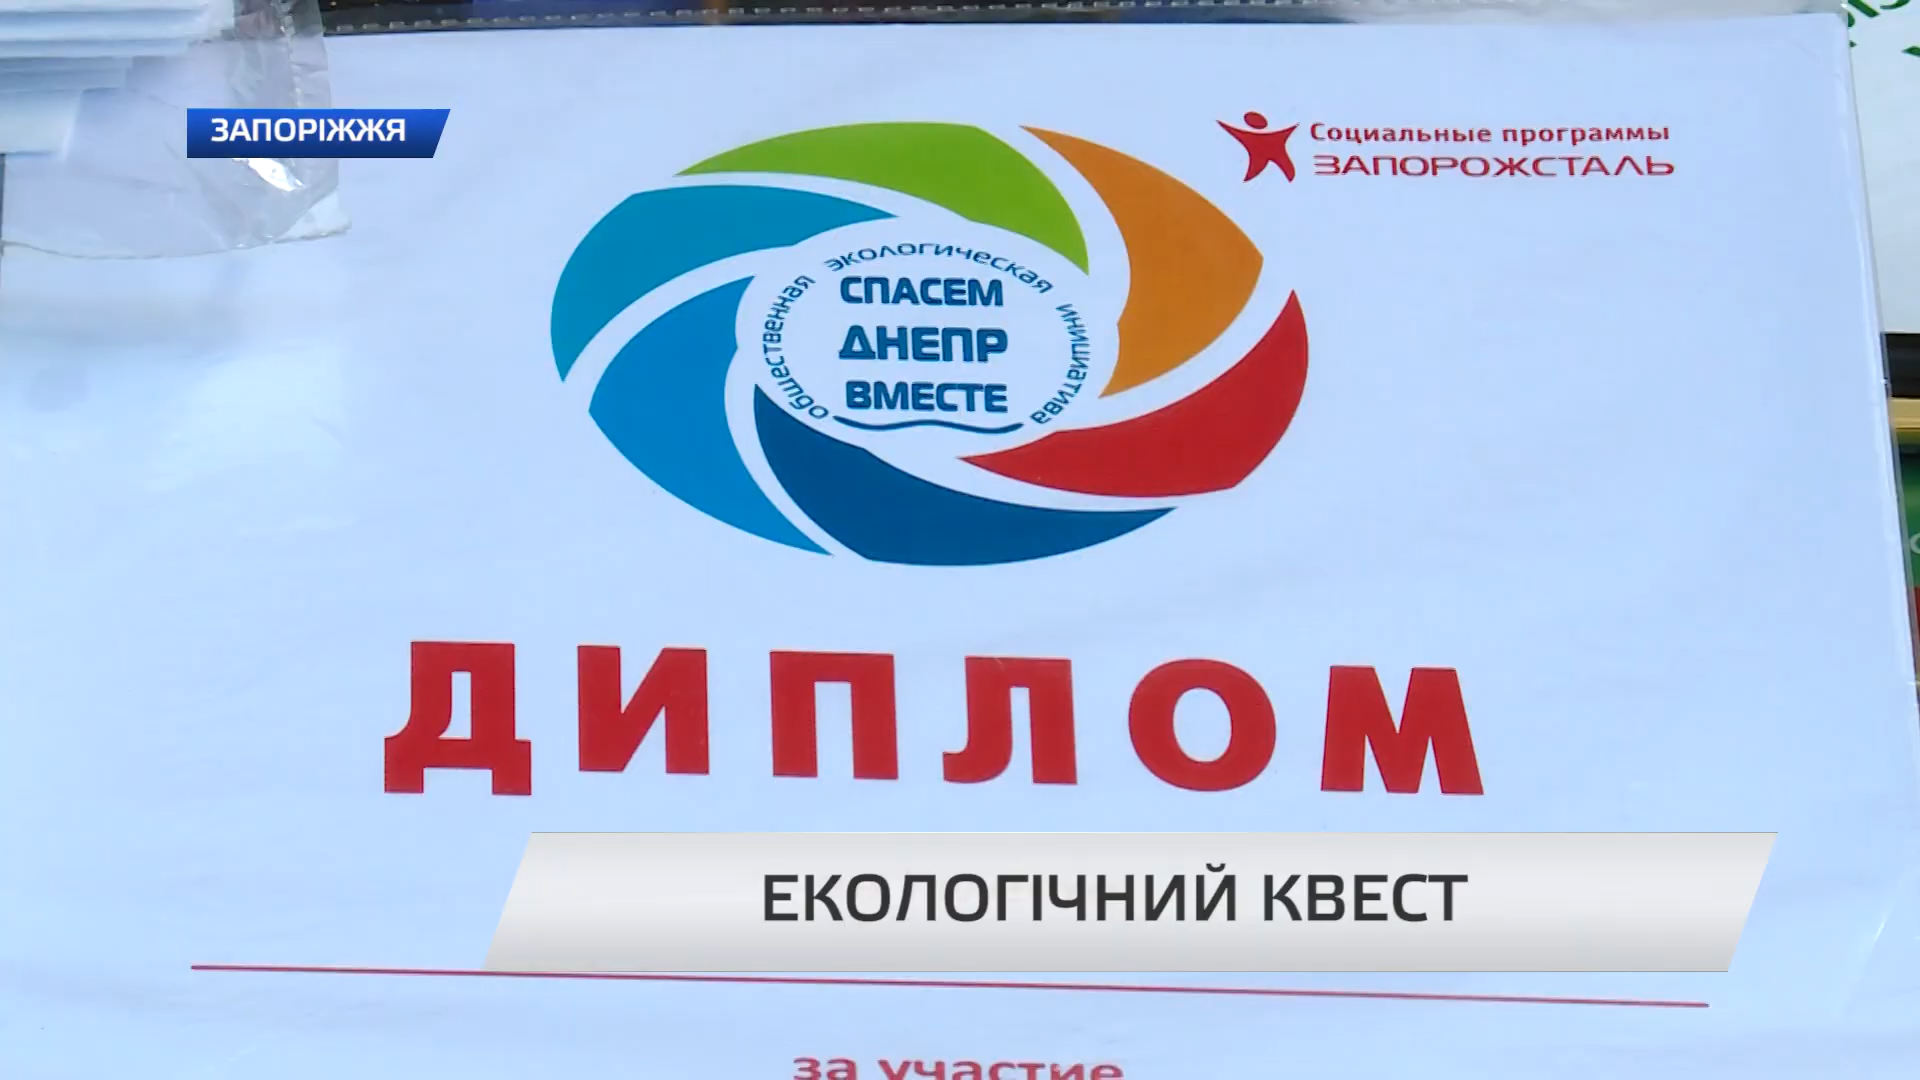 ЗАПОРІЖЖЯ
Социальные программы
ЗАПОРОЖСТАЛЬ
общественная экологическая инициатива
СПАСЕМ
ДНЕПР
ВМЕСТЕ
ДИПЛОМ
ЕКОЛОГІЧНИЙ КВЕСТ
за участие